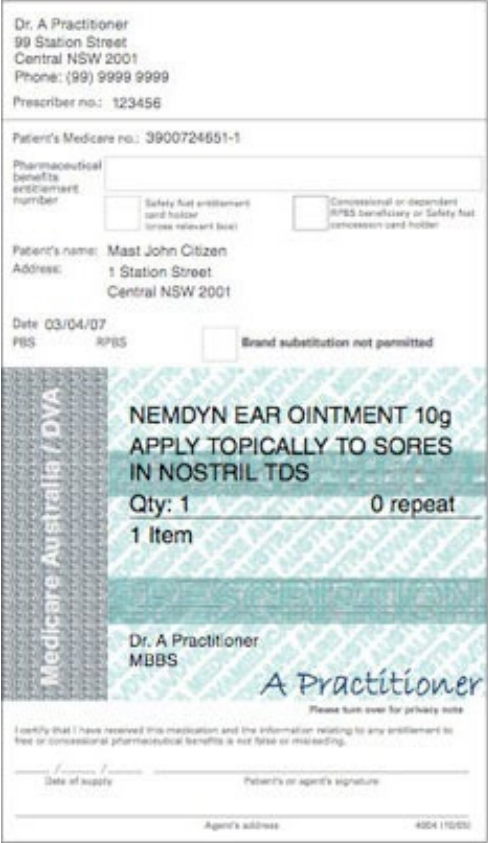 Dr. A Practitioner
99 Station Street
Central NSW 2001
Phone: (99) 9999 9999
Prescriber no.: 123456
Patient's Medicare no.: 3900724651-1
Pharmaceutical
benefits
entitlement
number
Safety Net entitlement
card holder
(cross relevant box)
Concessional or dependent
RPBS beneficiary or Safety Net
concession card holder
Patient's name: Mast John Citizen
Address: 1 Station Street
Central NSW 2001
Date 03/04/07
PBS RPBS
Brand substitution not permitted
Medicare Australia / DVA
NEMDYN EAR OINTMENT 10g
APPLY TOPICALLY TO SORES
IN NOSTRIL TDS
Qty: 1 0 repeat
1 Item
PRESCRIPTION
Dr. A Practitioner
MBBS
A Practitioner
Please turn over for privacy note
I certify that I have received this medication and the information relating to any entitlement to
free or concessional pharmaceutical benefits is not false or misleading.
/ /
Date of supply Patient's or agent's signature
Agent's address 4004 (10/05)